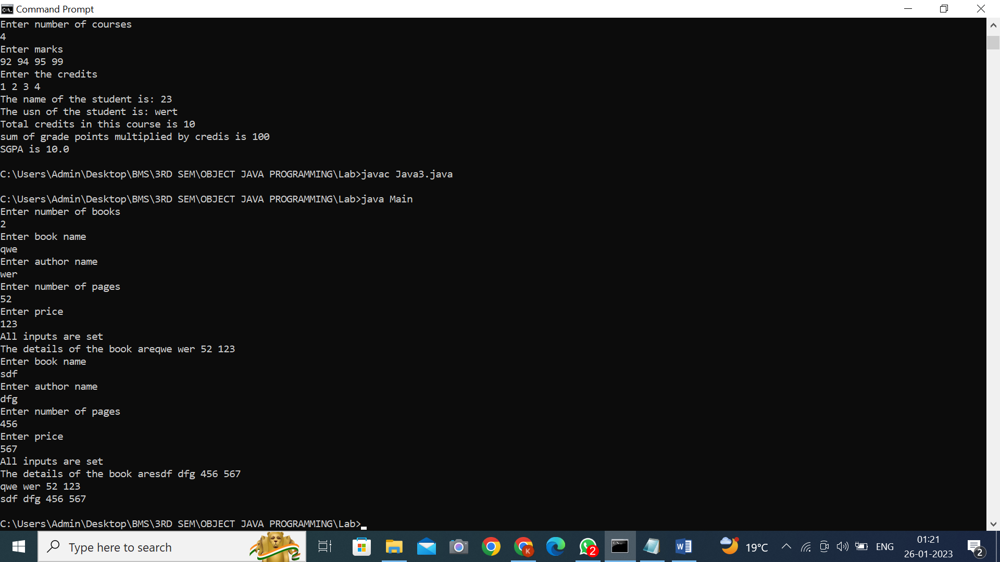 Command Prompt
Enter number of courses
4
Enter marks
92 94 95 99
Enter the credits
1 2 3 4
The name of the student is: 23
The usn of the student is: wert
Total credits in this course is 10
sum of grade points multiplied by credis is 100
SGPA is 10.0
C:\Users\Admin\Desktop\BMS\3RD SEM\OBJECT JAVA PROGRAMMING\Lab>javac Java3.java
C:\Users\Admin\Desktop\BMS\3RD SEM\OBJECT JAVA PROGRAMMING\Lab>java Main
Enter number of books
2
Enter book name
qwe
Enter author name
wer
Enter number of pages
52
Enter price
123
All inputs are set
The details of the book areqwe wer 52 123
Enter book name
sdf
Enter author name
dfg
Enter number of pages
456
Enter price
567
All inputs are set
The details of the book aresdf dfg 456 567
qwe wer 52 123
sdf dfg 456 567
C:\Users\Admin\Desktop\BMS\3RD SEM\OBJECT JAVA PROGRAMMING\Lab>
Type here to search
K
2
W
19°C
ENG
01:21
26-01-2023
2